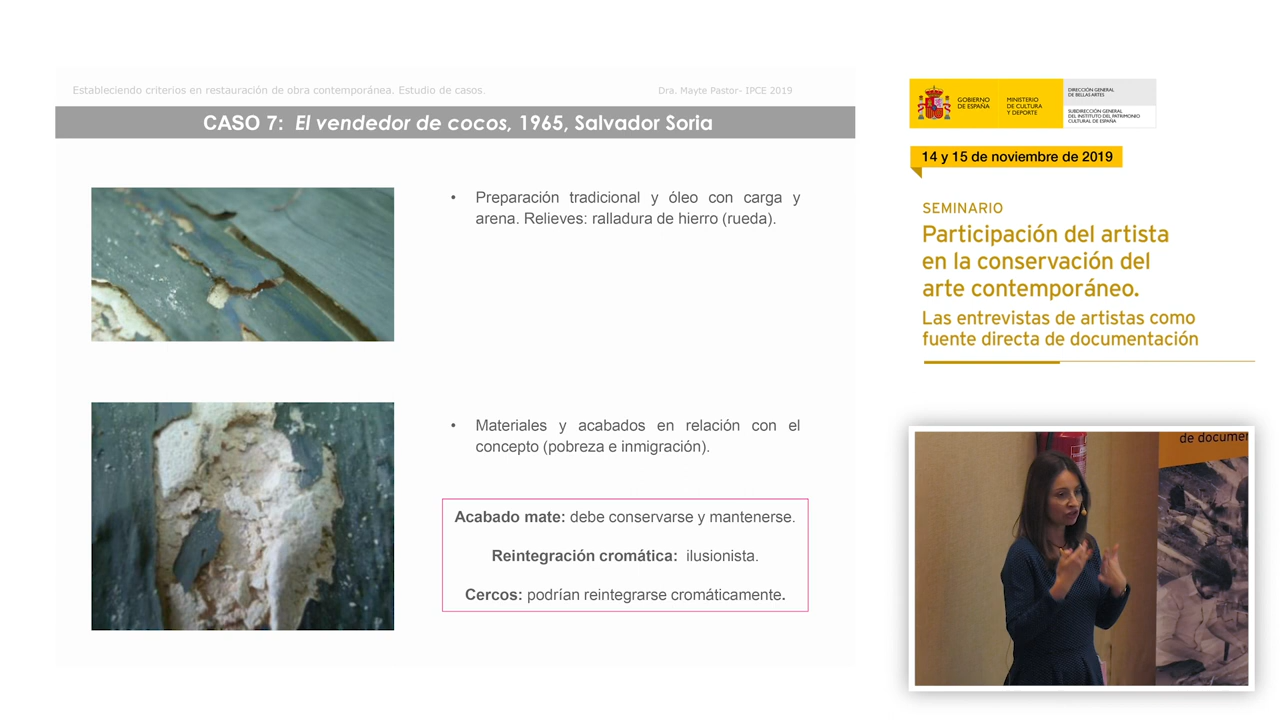 Estableciendo criterios en restauración de obra contemporánea. Estudio de casos.
Dra. Mayte Pastor- IPCE 2019
CASO 7: El vendedor de cocos, 1965, Salvador Soria
• Preparación tradicional y óleo con carga y
arena. Relieves: ralladura de hierro (rueda).
• Materiales y acabados en relación con el
concepto (pobreza e inmigración).
Acabado mate: debe conservarse y mantenerse.
Reintegración cromática: ilusionista.
Cercos: podrían reintegrarse cromáticamente.
GOBIERNO
DE ESPAÑA
MINISTERIO
DE CULTURA
Y DEPORTE
DIRECCIÓN GENERAL
DE BELLAS ARTES
SUBDIRECCIÓN GENERAL
DEL INSTITUTO DEL PATRIMONIO
CULTURAL DE ESPAÑA
14 y 15 de noviembre de 2019
SEMINARIO
Participación del artista
en la conservación del
arte contemporáneo.
Las entrevistas de artistas como
fuente directa de documentación
de documen